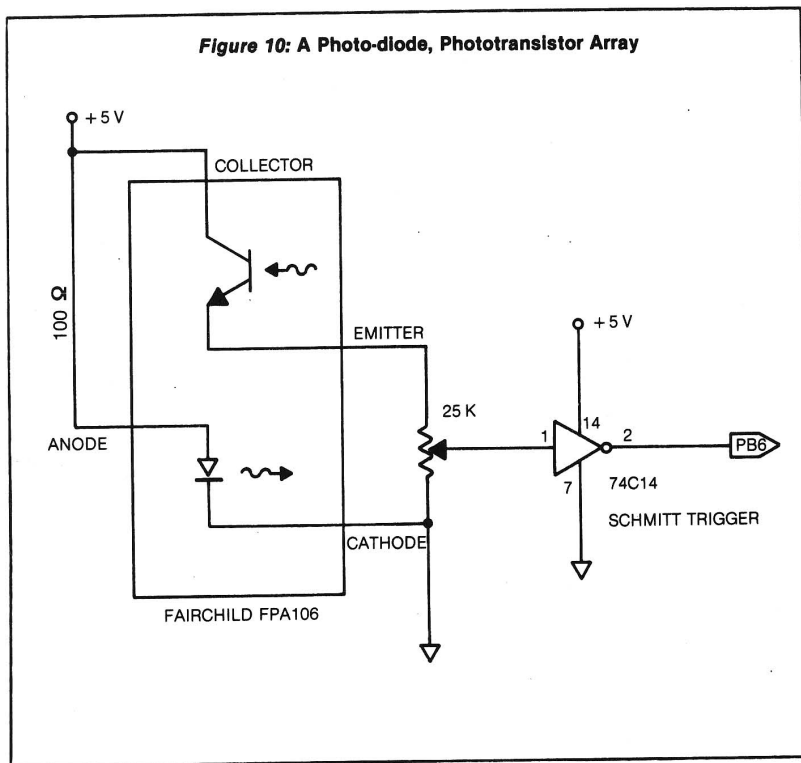 Figure 10: A Photo-diode, Phototransistor Array
+5 V
COLLECTOR
100 Ω
EMITTER
+5 V
25 K
ANODE
1
14
2
PB6
7
74C14
SCHMITT TRIGGER
CATHODE
FAIRCHILD FPA106